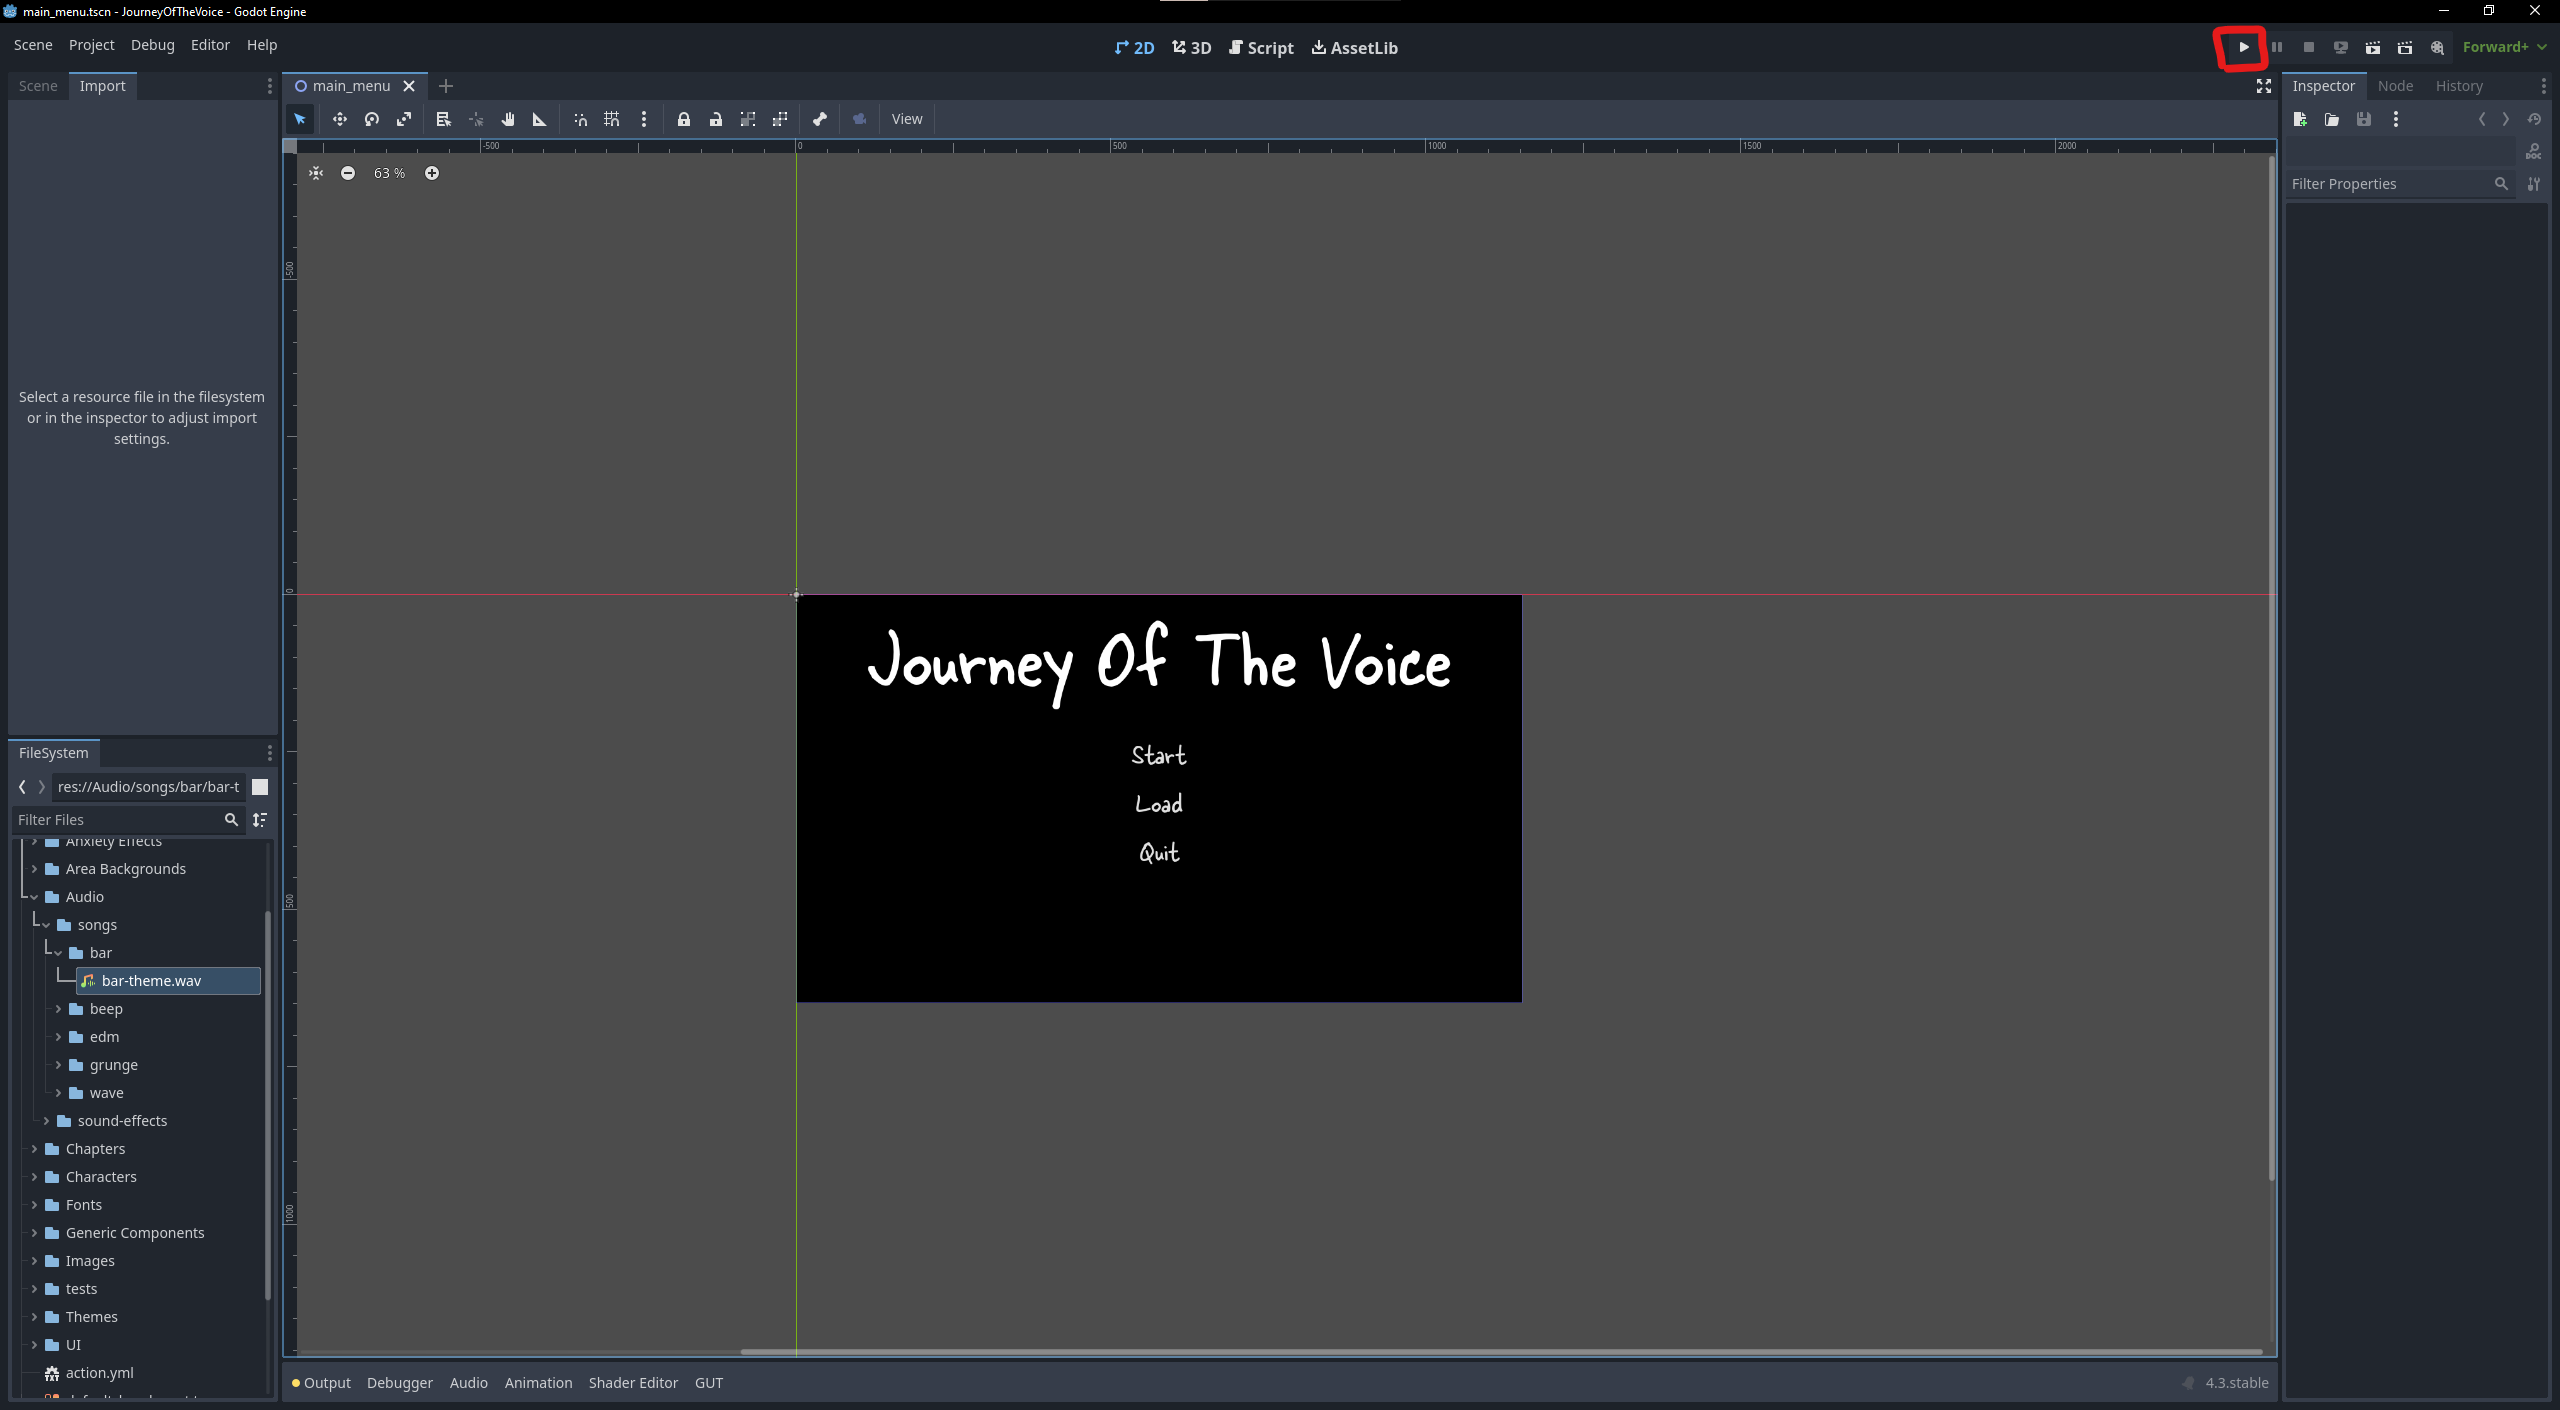 main_menu.tscn - JourneyOfTheVoice - Godot Engine
Scene Project Debug Editor Help
2D 3D Script AssetLib
Forward+
Scene Import
main_menu
Inspector Node History
View
-500 0 500 1000 1500 2000
63 %
Filter Properties
500
Select a resource file in the filesystem
or in the inspector to adjust import
settings.
0
Journey Of The Voice
Start
Load
Quit
500
1000
FileSystem
res://Audio/songs/bar/bar-t
Filter Files
Anxiety Effects
Area Backgrounds
Audio
songs
bar
bar-theme.wav
beep
edm
grunge
wave
sound-effects
Chapters
Characters
Fonts
Generic Components
Images
tests
Themes
UI
action.yml
Output Debugger Audio Animation Shader Editor GUT
4.3.stable